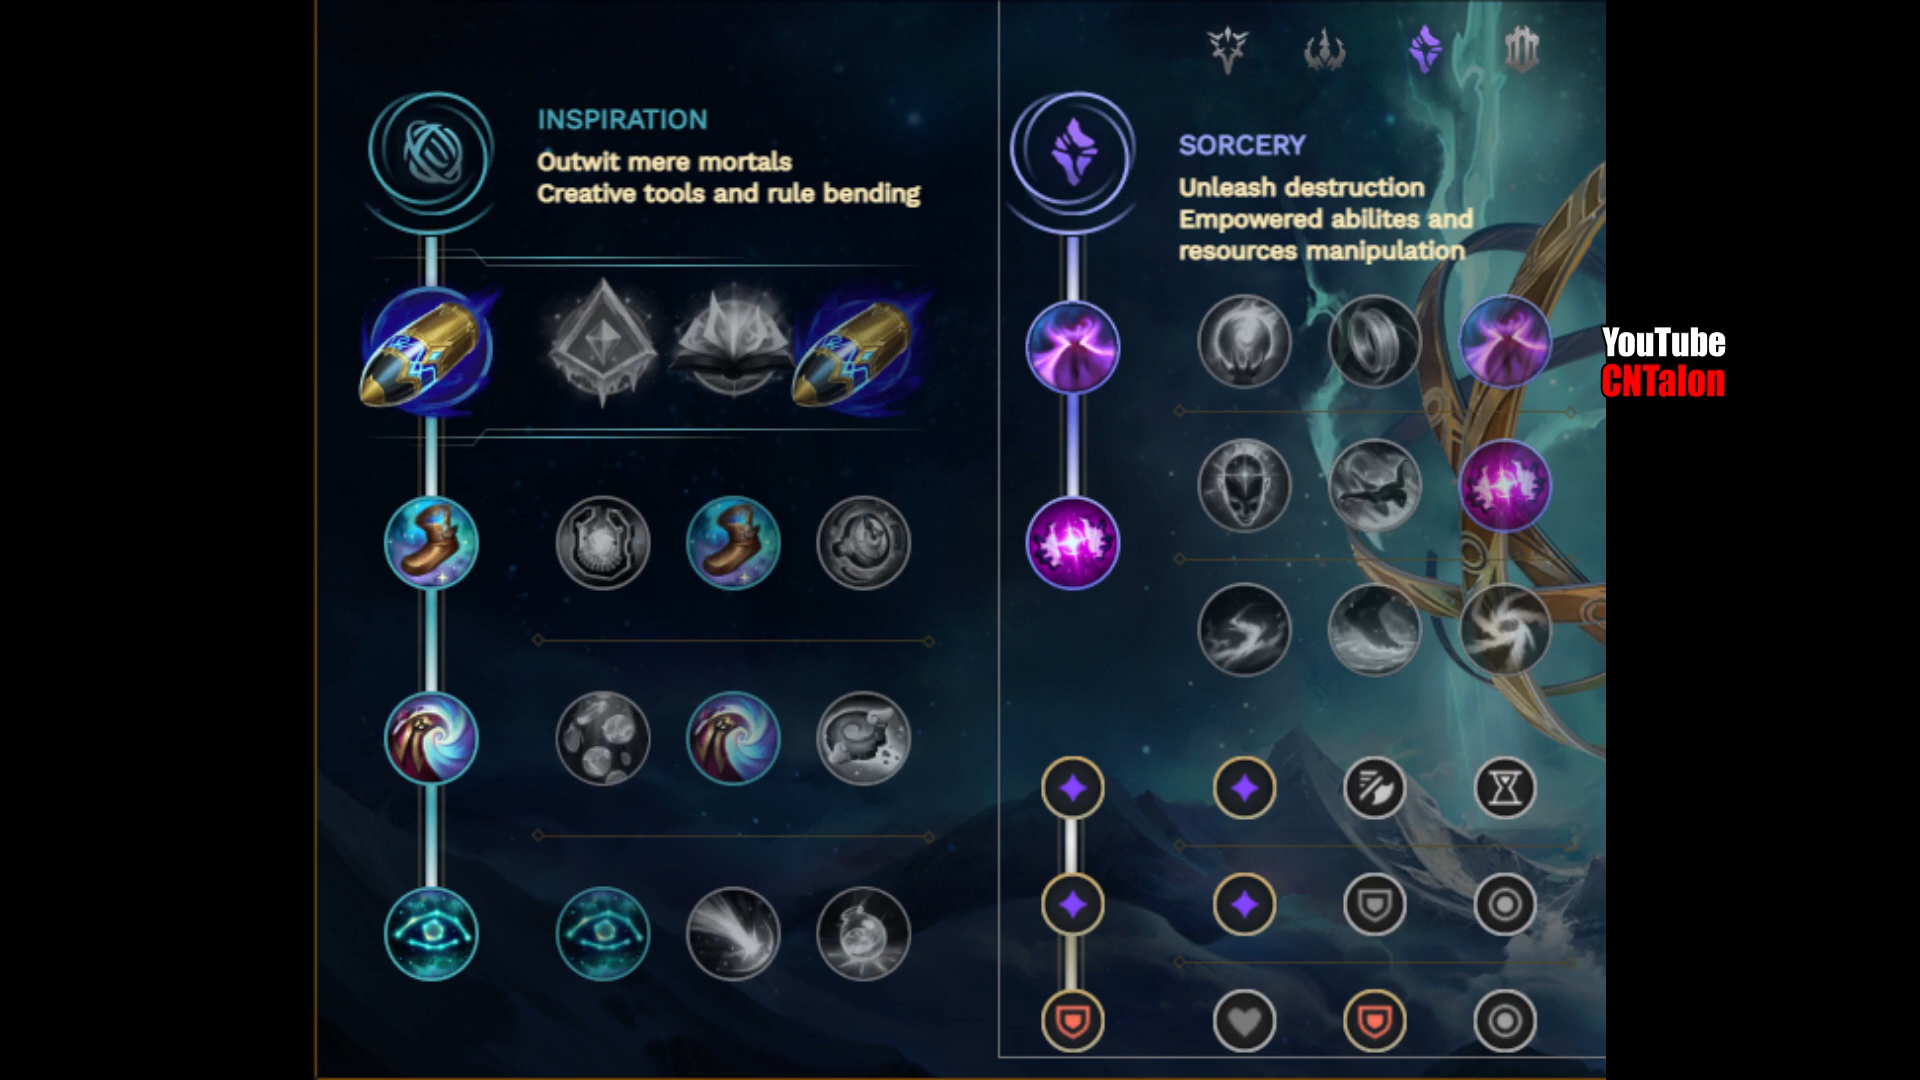 INSPIRATION
Outwit mere mortals
Creative tools and rule bending
SORCERY
Unleash destruction
Empowered abilites and
resources manipulation
YouTube
CNTalon